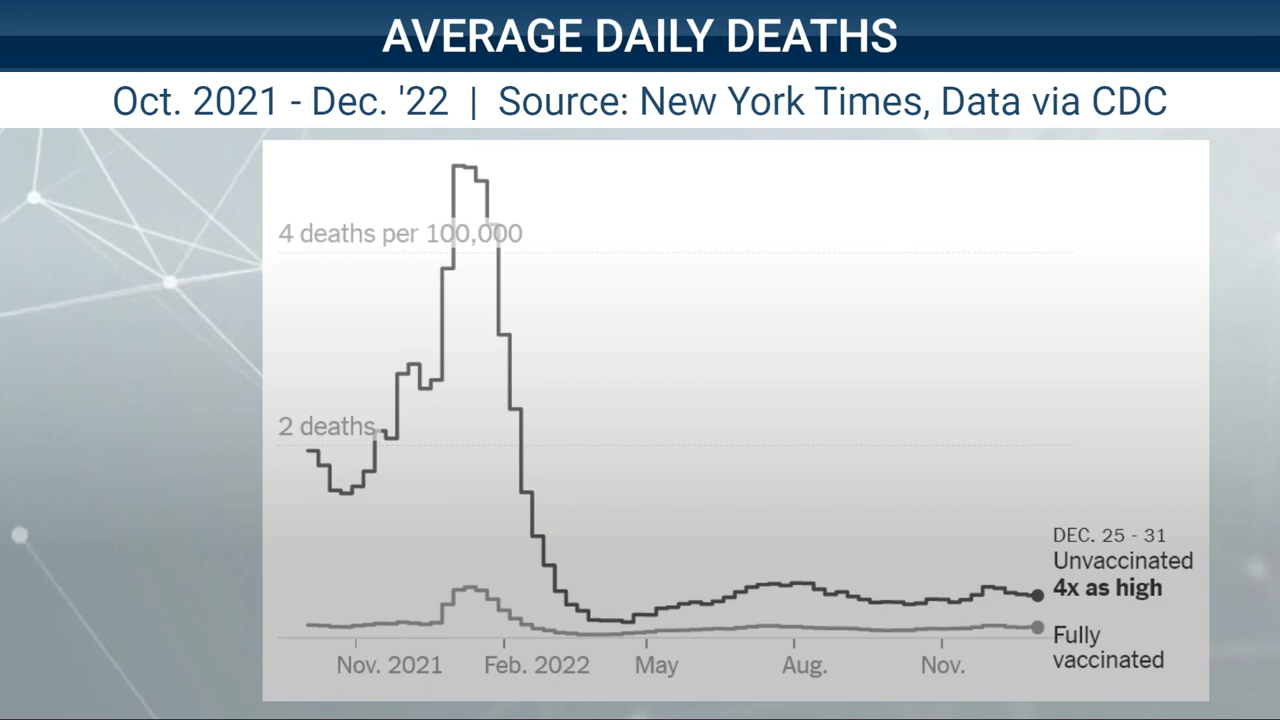 AVERAGE DAILY DEATHS
Oct. 2021 - Dec. '22 | Source: New York Times, Data via CDC
4 deaths per 100,000
2 deaths
DEC. 25 - 31
Unvaccinated
4x as high
Fully
vaccinated
Nov. 2021 Feb. 2022 May Aug. Nov.